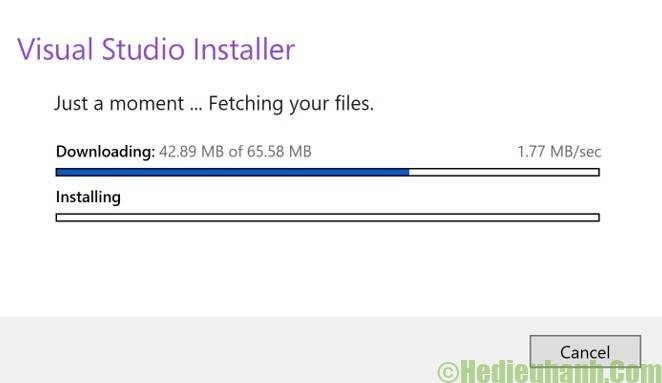 Visual Studio Installer
Just a moment ... Fetching your files.
Downloading: 42.89 MB of 65.58 MB 1.77 MB/sec
Installing
Cancel
©Hedieuhanh.Com